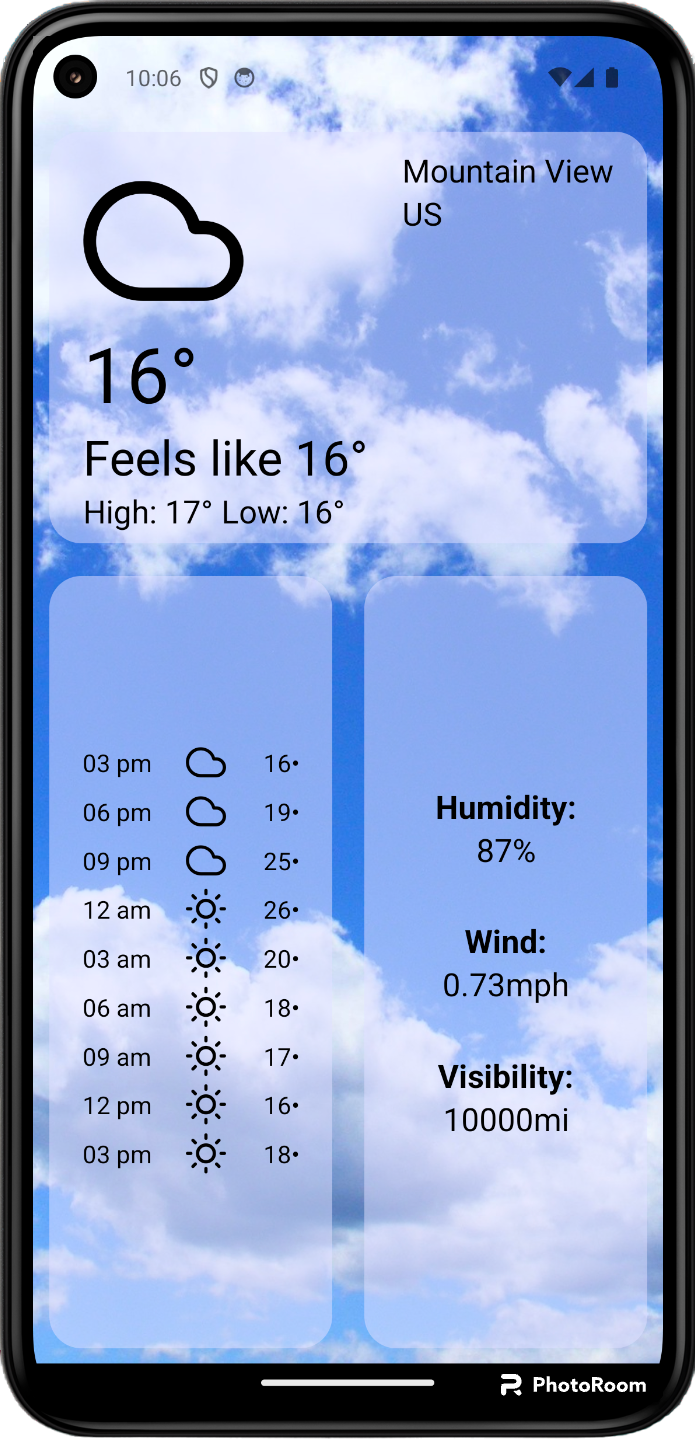 10:06
Mountain View
US
16°
Feels like 16°
High: 17° Low: 16°
03 pm 16•
06 pm 19•
09 pm 25•
12 am 26•
03 am 20•
06 am 18•
09 am 17•
12 pm 16•
03 pm 18•
Humidity:
87%
Wind:
0.73mph
Visibility:
10000mi
PhotoRoom